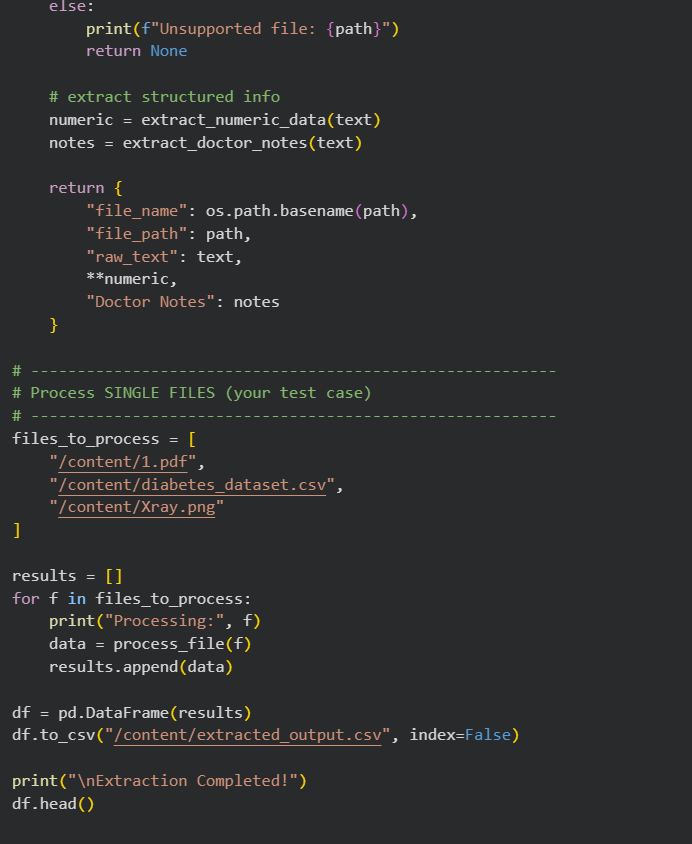 else:
        print(f"Unsupported file: {path}")
        return None

    # extract structured info
    numeric = extract_numeric_data(text)
    notes = extract_doctor_notes(text)

    return {
        "file_name": os.path.basename(path),
        "file_path": path,
        "raw_text": text,
        **numeric,
        "Doctor Notes": notes
    }

# ---------------------------------------------------------
# Process SINGLE FILES (your test case)
# ---------------------------------------------------------
files_to_process = [
    "/content/1.pdf",
    "/content/diabetes_dataset.csv",
    "/content/Xray.png"
]

results = []
for f in files_to_process:
    print("Processing:", f)
    data = process_file(f)
    results.append(data)

df = pd.DataFrame(results)
df.to_csv("/content/extracted_output.csv", index=False)

print("\nExtraction Completed!")
df.head()